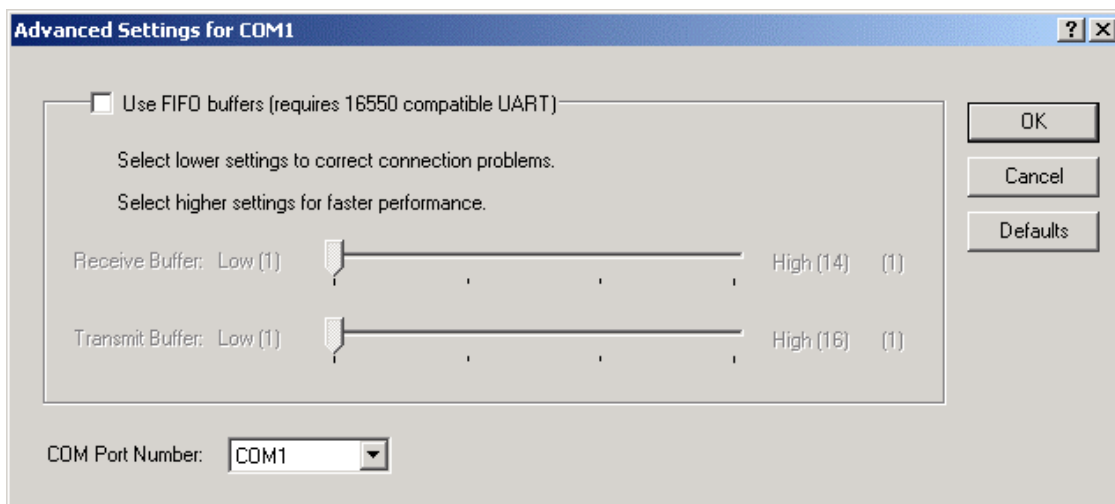 Advanced Settings for COM1
Use FIFO buffers (requires 16550 compatible UART)
OK
Select lower settings to correct connection problems.
Cancel
Select higher settings for faster performance.
Defaults
Receive Buffer: Low (1) High (14) (1)
Transmit Buffer: Low (1) High (16) (1)
COM Port Number: COM1